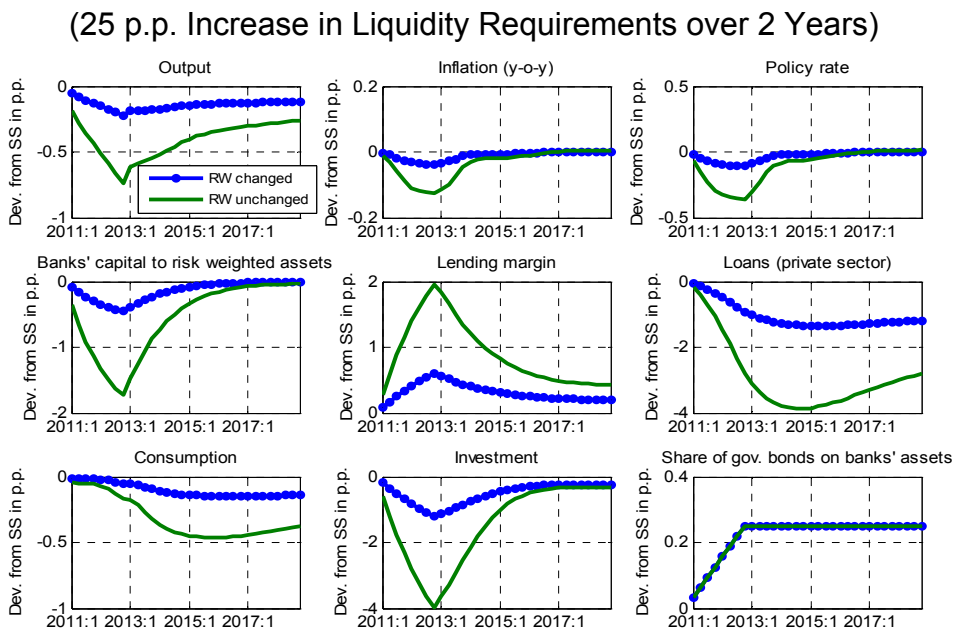 (25 p.p. Increase in Liquidity Requirements over 2 Years)
Output
Dev. from SS in p.p.
0
-0.5
-1
2011:1 2013:1 2015:1 2017:1
RW changed
RW unchanged
Inflation (y-o-y)
Dev. from SS in p.p.
0.2
0
-0.2
2011:1 2013:1 2015:1 2017:1
Policy rate
Dev. from SS in p.p.
0.5
0
-0.5
2011:1 2013:1 2015:1 2017:1
Banks' capital to risk weighted assets
Dev. from SS in p.p.
0
-1
-2
2011:1 2013:1 2015:1 2017:1
Lending margin
Dev. from SS in p.p.
2
1
0
2011:1 2013:1 2015:1 2017:1
Loans (private sector)
Dev. from SS in p.p.
0
-2
-4
2011:1 2013:1 2015:1 2017:1
Consumption
Dev. from SS in p.p.
0
-0.5
-1
2011:1 2013:1 2015:1 2017:1
Investment
Dev. from SS in p.p.
0
-2
-4
2011:1 2013:1 2015:1 2017:1
Share of gov. bonds on banks' assets
Dev. from SS in p.p.
0.4
0.2
0
2011:1 2013:1 2015:1 2017:1